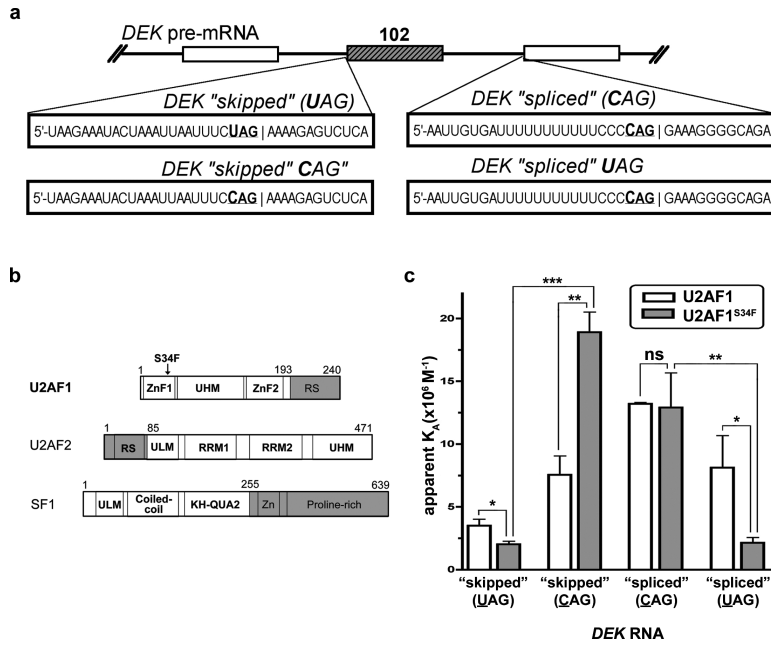 a
DEK pre-mRNA
102
DEK "skipped" (UAG)
5'-UAAGAAAUACUAAAUUAAUUUCUAG|AAAAGAGUCUCA
DEK "spliced" (CAG)
5'-AAUUGUGAUUUUUUUUUUUUCCCCAG|GAAAGGGGCAGA
DEK "skipped" CAG"
5'-UAAGAAAUACUAAAUUAAUUUCCAG|AAAAGAGUCUCA
DEK "spliced" UAG
5'-AAUUGUGAUUUUUUUUUUUUCCCCAG|GAAAGGGGCAGA
b
U2AF1
1
S34F
193
240
ZnF1
UHM
ZnF2
RS
U2AF2
1
85
471
RS
ULM
RRM1
RRM2
UHM
SF1
1
255
639
ULM
Coiled-
coil
KH-QUA2
Zn
Proline-rich
c
apparent KA(x10⁶ M⁻¹)
20
15
10
5
0
U2AF1
U2AF1S34F
*
***
**
ns
**
*
"skipped"
(UAG)
"skipped"
(CAG)
"spliced"
(CAG)
"spliced"
(UAG)
DEK RNA